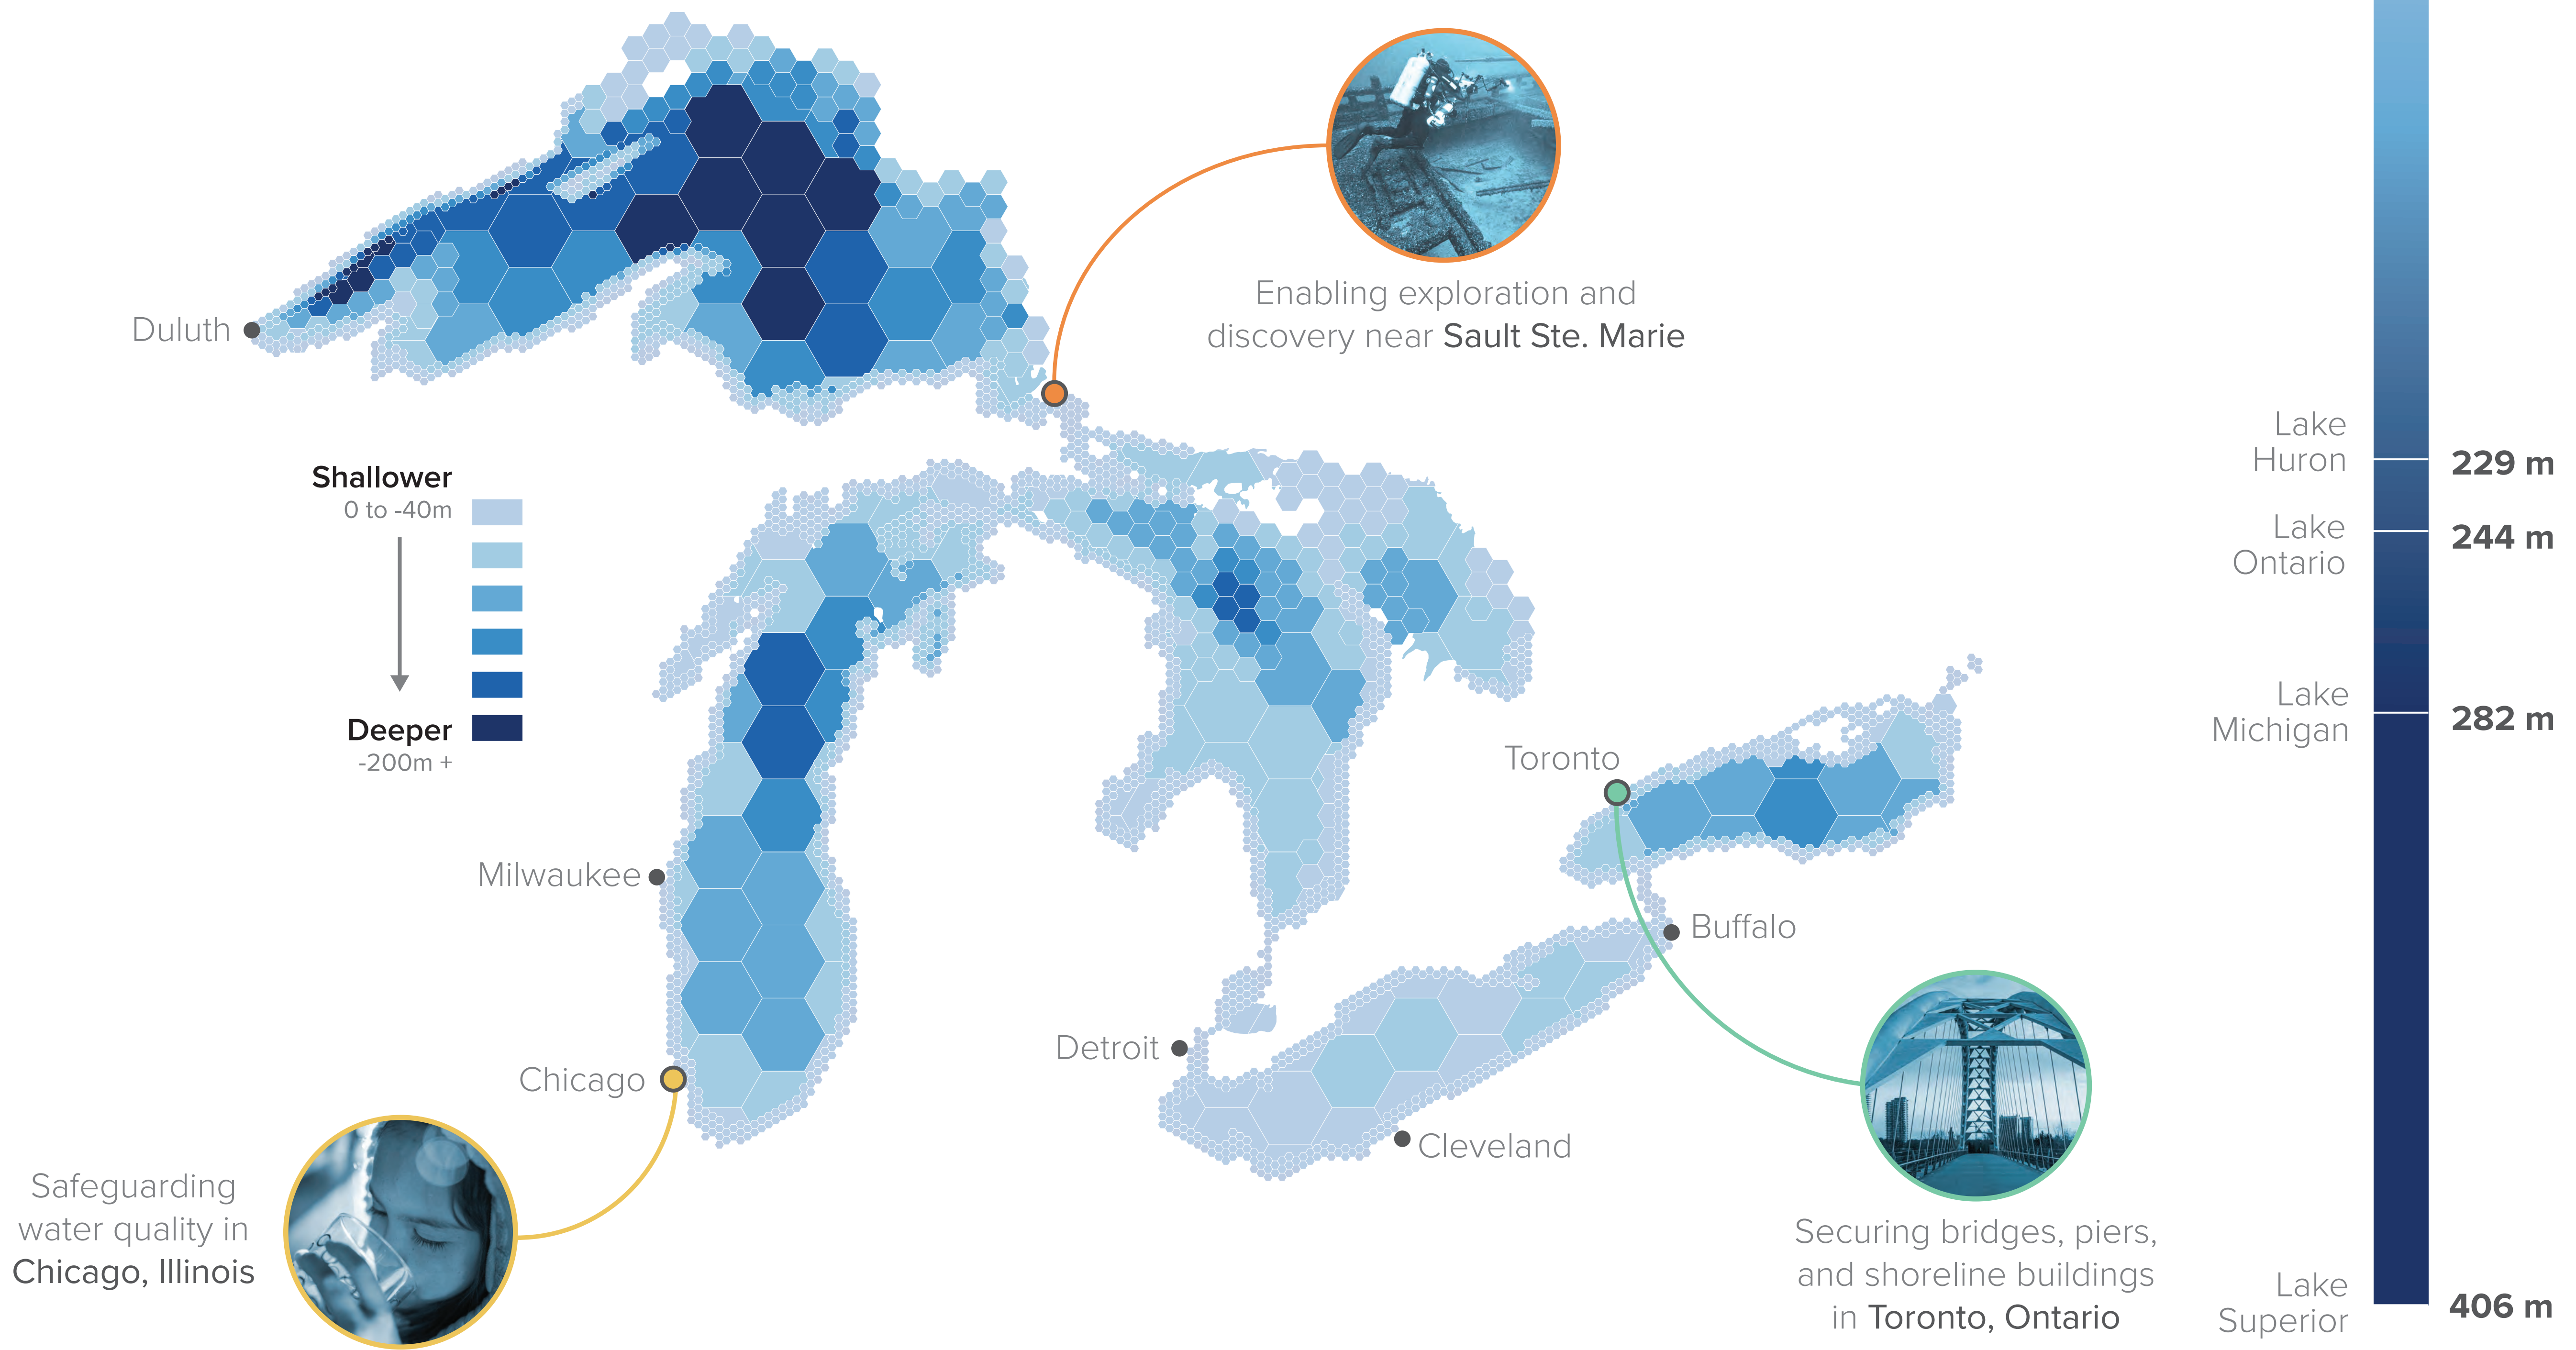 Enabling exploration and
discovery near Sault Ste. Marie
Duluth
Shallower
0 to -40m
Deeper
-200m +
Milwaukee
Chicago
Safeguarding
water quality in
Chicago, Illinois
Toronto
Buffalo
Detroit
Cleveland
Securing bridges, piers,
and shoreline buildings
in Toronto, Ontario
Lake
Huron
229 m
Lake
Ontario
244 m
Lake
Michigan
282 m
Lake
Superior
406 m